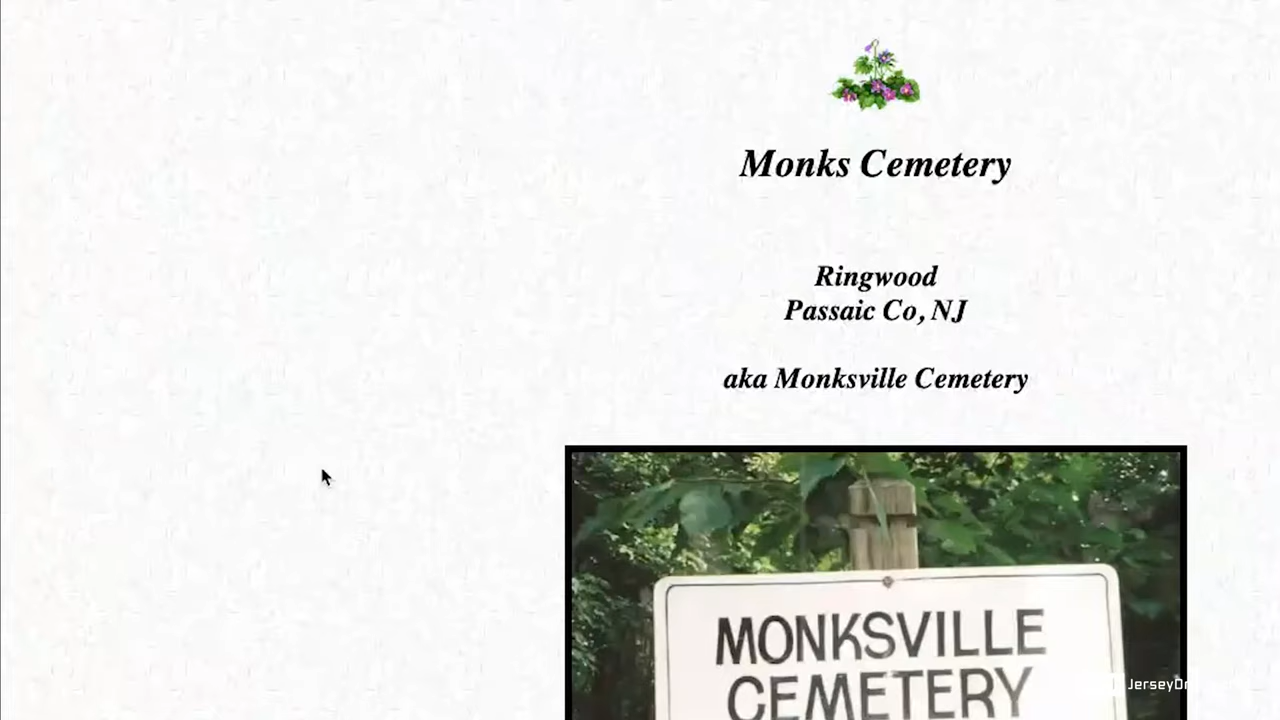 Monks Cemetery
Ringwood
Passaic Co, NJ
aka Monksville Cemetery
MONKSVILLE
CEMETERY